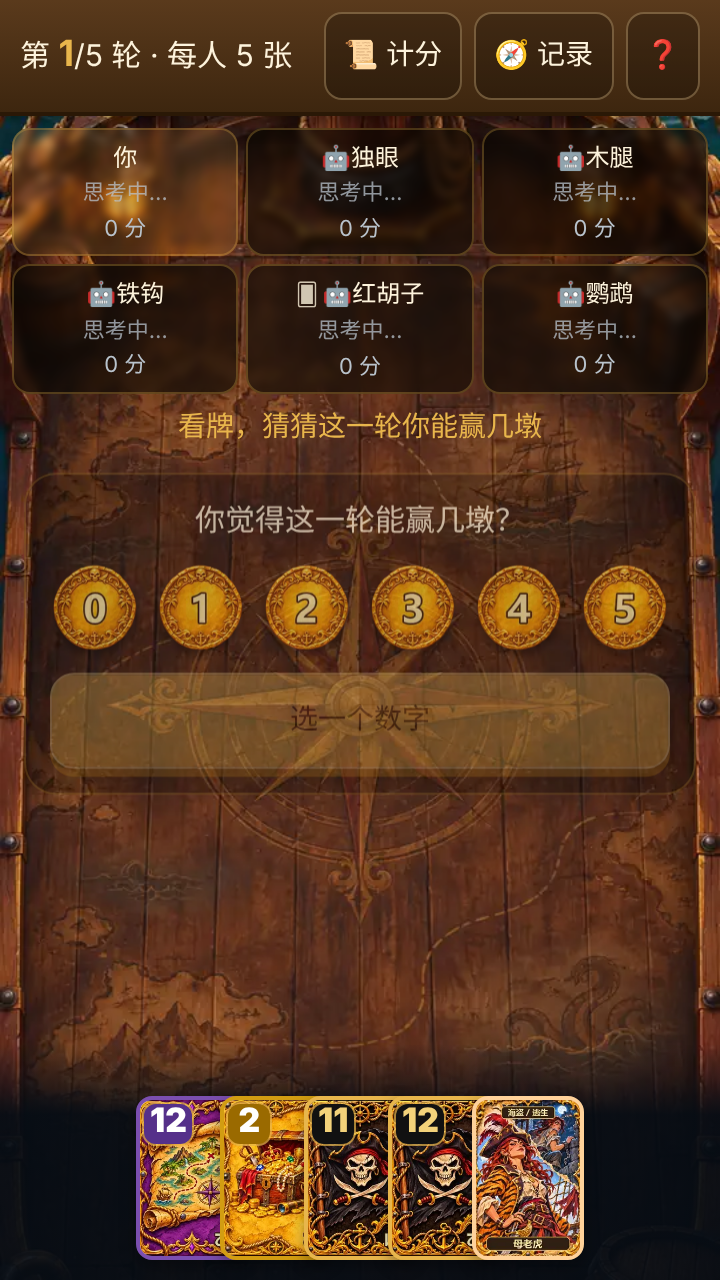 第 1/5 轮 · 每人 5 张
计分
记录
你
思考中...
0 分
独眼
思考中...
0 分
木腿
思考中...
0 分
铁钩
思考中...
0 分
红胡子
思考中...
0 分
鹦鹉
思考中...
0 分
看牌，猜猜这一轮你能赢几墩
你觉得这一轮能赢几墩？
0 1 2 3 4 5
选一个数字
12
2
11
12
海盗 / 逃生
母老虎